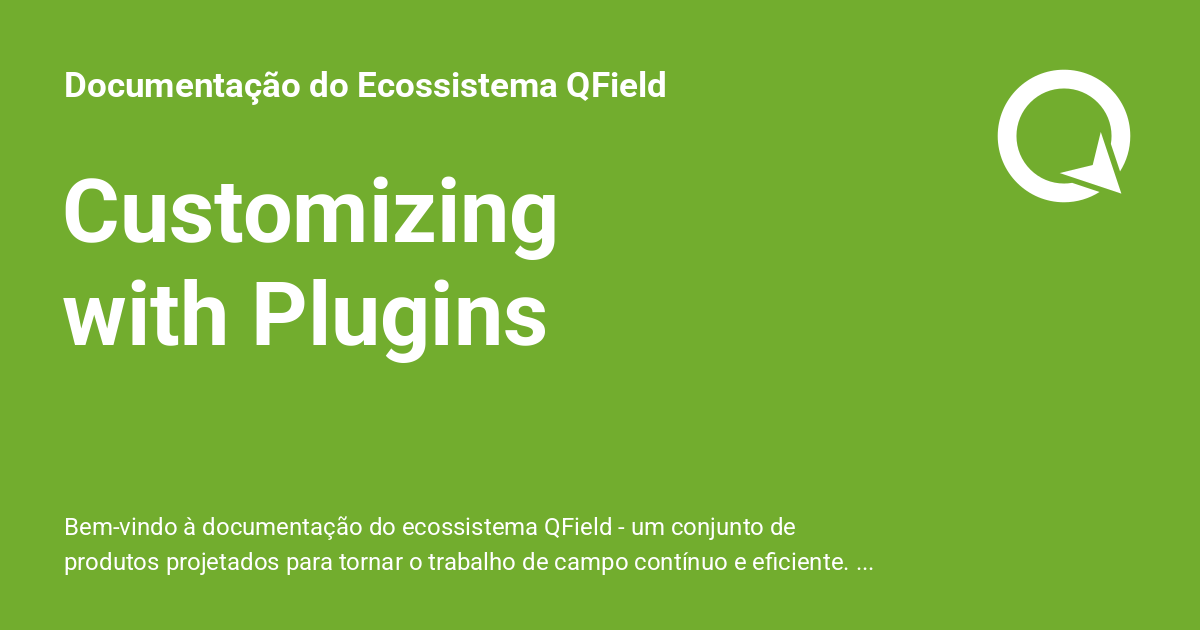 Documentação do Ecossistema QField
Customizing
with Plugins
Bem-vindo à documentação do ecossistema QField - um conjunto de
produtos projetados para tornar o trabalho de campo contínuo e eficiente. ...